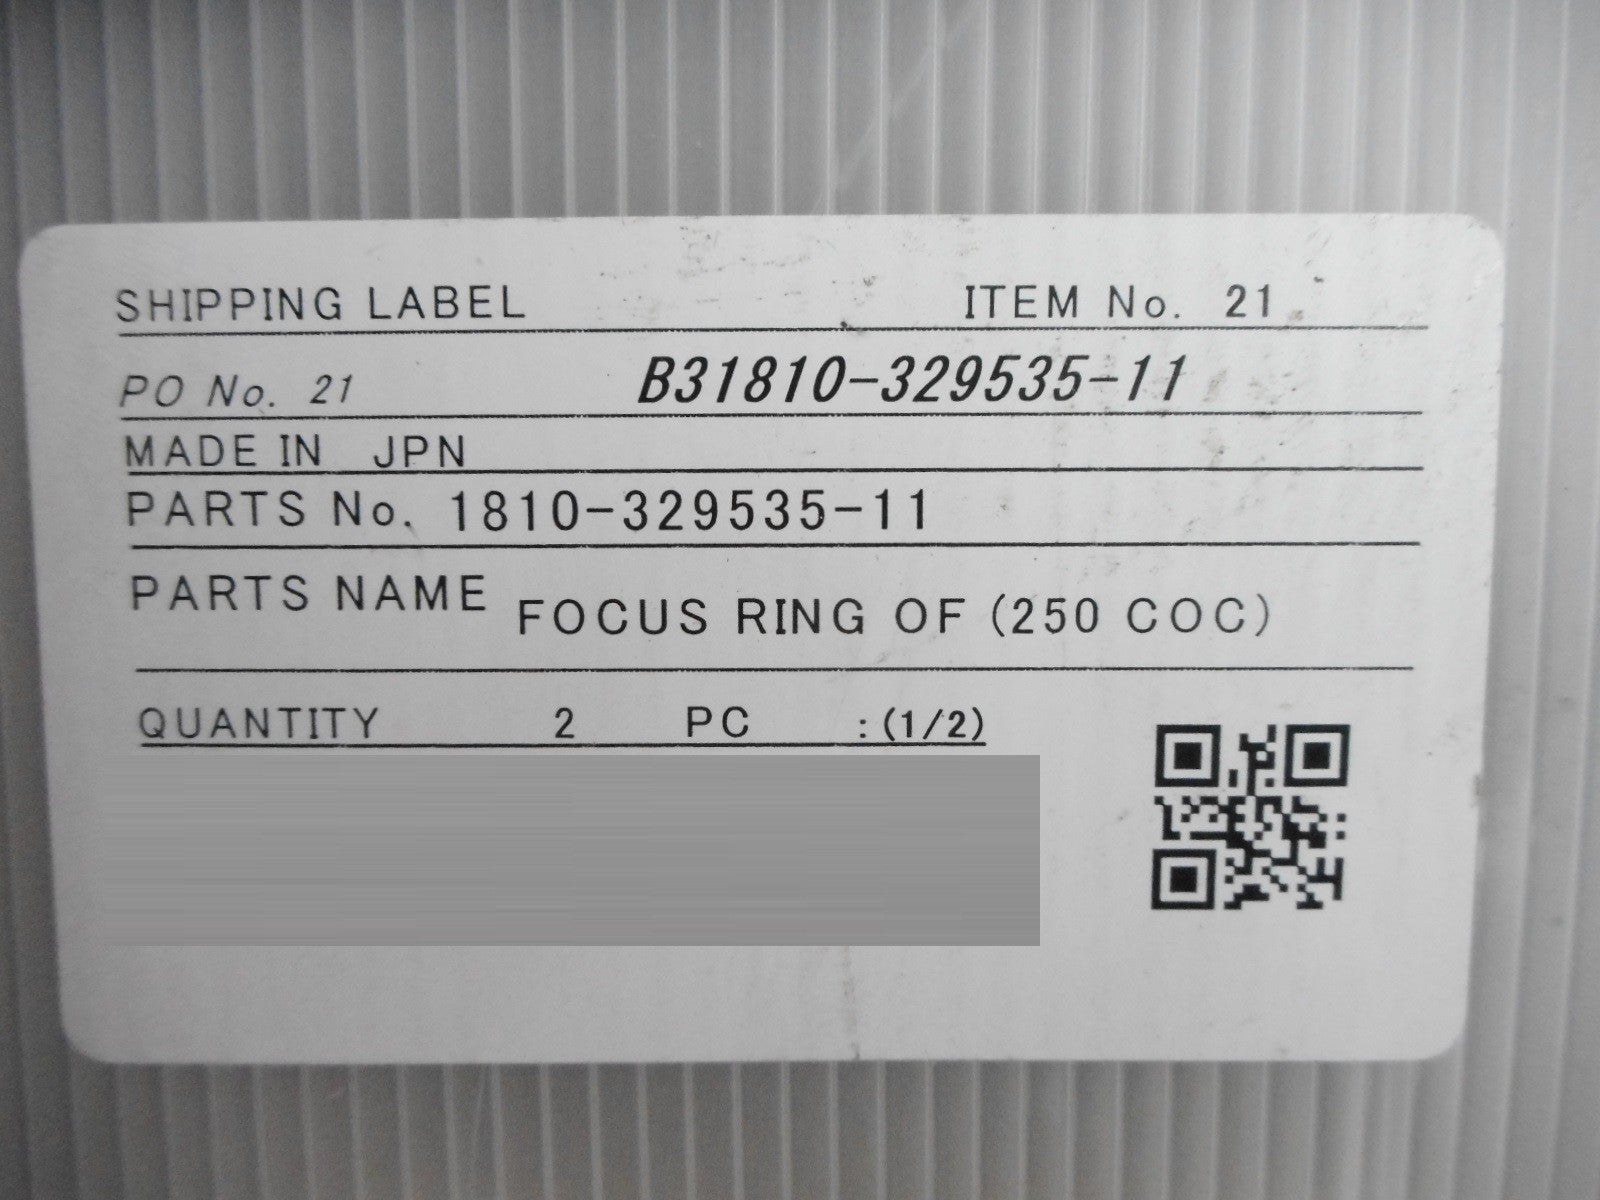 SHIPPING LABEL ITEM No. 21
PO No. 21 B31810-329535-11
MADE IN JPN
PARTS No. 1810-329535-11
PARTS NAME FOCUS RING OF (250 COC)
QUANTITY 2 PC :(1/2)